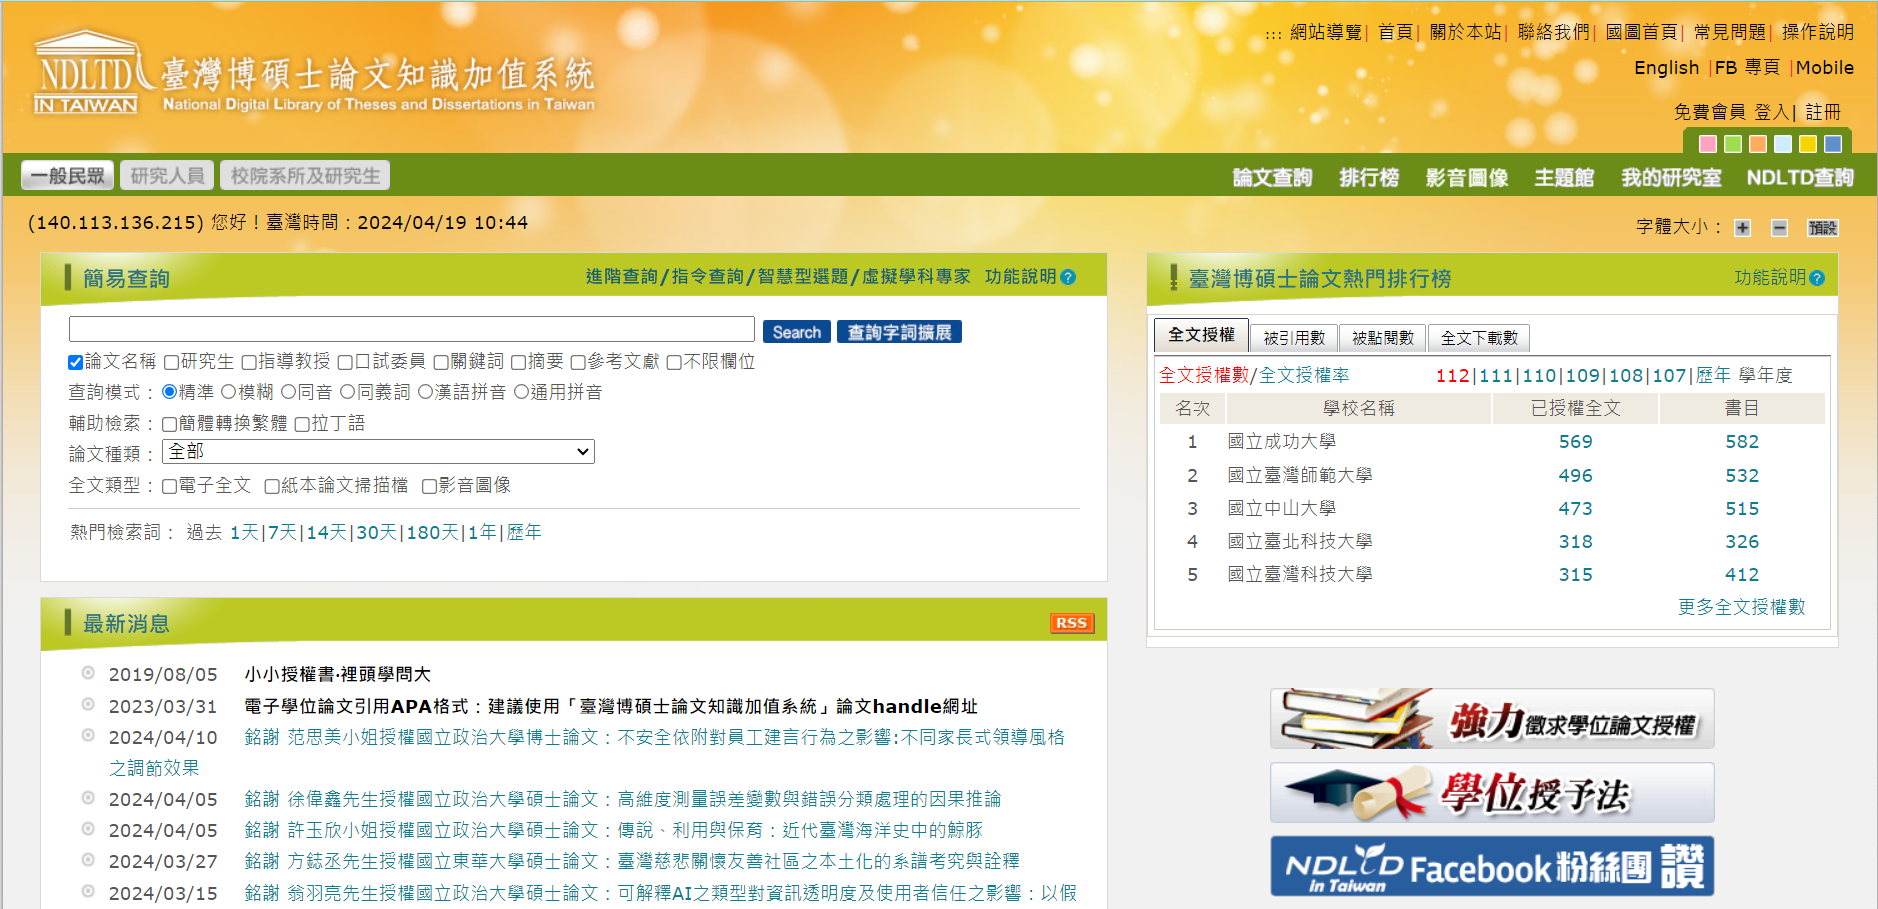 ::: 網站導覽| 首頁| 關於本站| 聯絡我們| 國圖首頁| 常見問題| 操作說明
English |FB 專頁 |Mobile
NDLTD
IN TAIWAN
臺灣博碩士論文知識加值系統
National Digital Library of Theses and Dissertations in Taiwan
免費會員 登入| 註冊
一般民眾 研究人員 校院系所及研究生
論文查詢 排行榜 影音圖像 主題館 我的研究室 NDLTD查詢
(140.113.136.215) 您好！臺灣時間：2024/04/19 10:44
字體大小： + − 預設
簡易查詢
進階查詢/指令查詢/智慧型選題/虛擬學科專家 功能說明?
Search 查詢字詞擴展
論文名稱 研究生 指導教授 口試委員 關鍵詞 摘要 參考文獻 不限欄位
查詢模式：精準 模糊 同音 同義詞 漢語拼音 通用拼音
輔助檢索：簡體轉換繁體 拉丁語
論文種類：全部
全文類型：電子全文 紙本論文掃描檔 影音圖像
熱門檢索詞： 過去 1天|7天|14天|30天|180天|1年|歷年
最新消息
RSS
2019/08/05 小小授權書‧裡頭學問大
2023/03/31 電子學位論文引用APA格式：建議使用「臺灣博碩士論文知識加值系統」論文handle網址
2024/04/10 銘謝 范思美小姐授權國立政治大學博士論文：不安全依附對員工建言行為之影響:不同家長式領導風格
之調節效果
2024/04/05 銘謝 徐偉鑫先生授權國立政治大學碩士論文：高維度測量誤差變數與錯誤分類處理的因果推論
2024/04/05 銘謝 許玉欣小姐授權國立政治大學碩士論文：傳說、利用與保育：近代臺灣海洋史中的鯨豚
2024/03/27 銘謝 方鋕丞先生授權國立東華大學碩士論文：臺灣慈悲關懷友善社區之本土化的系譜考究與詮釋
2024/03/15 銘謝 翁羽亮先生授權國立政治大學碩士論文：可解釋AI之類型對資訊透明度及使用者信任之影響：以假
臺灣博碩士論文熱門排行榜
功能說明?
全文授權 被引用數 被點閱數 全文下載數
全文授權數/全文授權率 112|111|110|109|108|107|歷年 學年度
名次 學校名稱 已授權全文 書目
1 國立成功大學 569 582
2 國立臺灣師範大學 496 532
3 國立中山大學 473 515
4 國立臺北科技大學 318 326
5 國立臺灣科技大學 315 412
更多全文授權數
強力徵求學位論文授權
學位授予法
NDLTD in Taiwan Facebook 粉絲團 讚